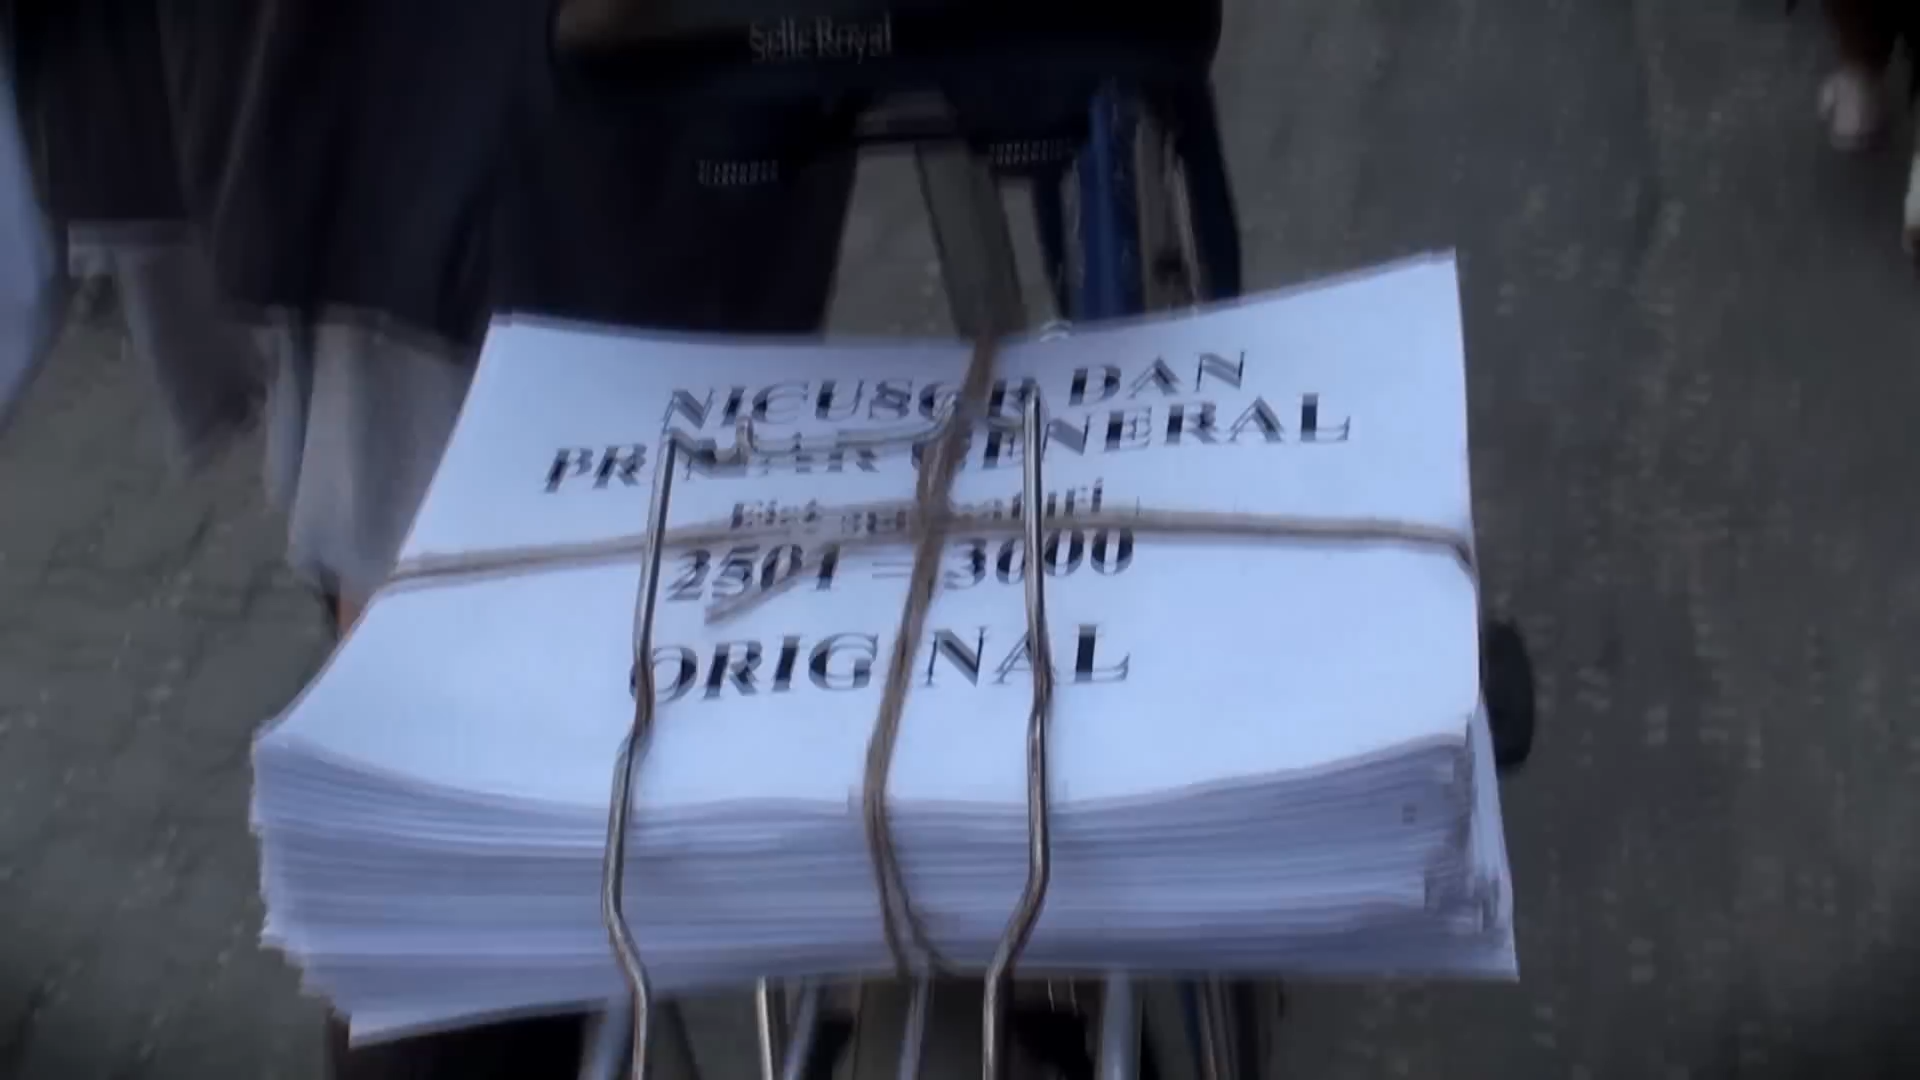 Selle Royal
NICUSOR DAN
PRIMAR GENERAL
2501 - 3000
ORIGINAL